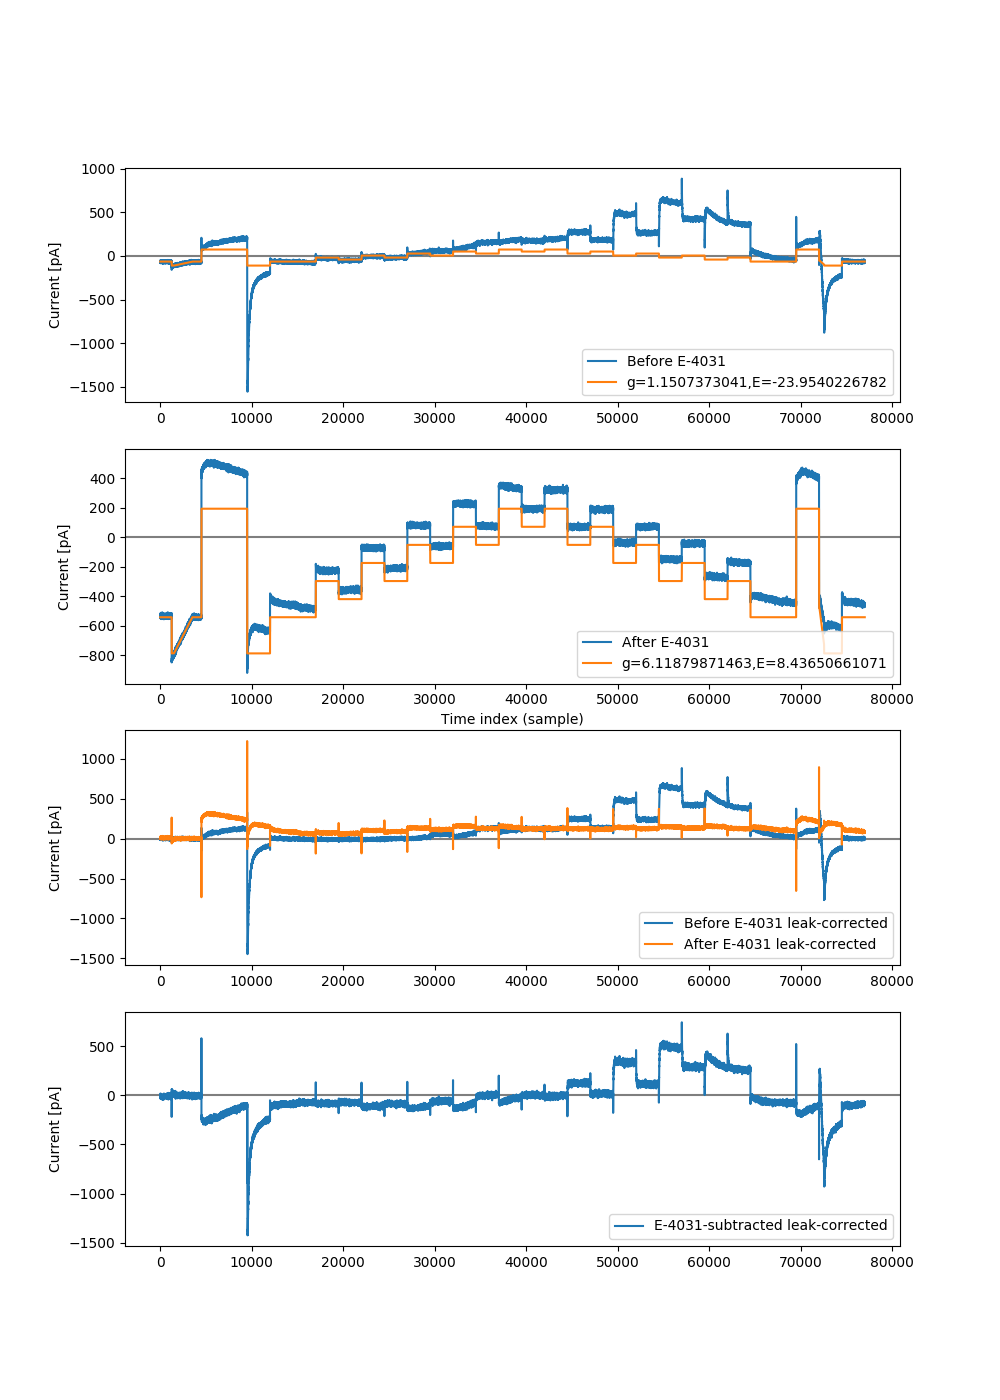 1000
500
0
−500
−1000
−1500
Current [pA]
Before E-4031
g=1.1507373041,E=-23.9540226782
0 10000 20000 30000 40000 50000 60000 70000 80000
400
200
0
−200
−400
−600
−800
Current [pA]
After E-4031
g=6.11879871463,E=8.43650661071
0 10000 20000 30000 40000 50000 60000 70000 80000
Time index (sample)
1000
500
0
−500
−1000
−1500
Current [pA]
Before E-4031 leak-corrected
After E-4031 leak-corrected
0 10000 20000 30000 40000 50000 60000 70000 80000
500
0
−500
−1000
−1500
Current [pA]
E-4031-subtracted leak-corrected
0 10000 20000 30000 40000 50000 60000 70000 80000